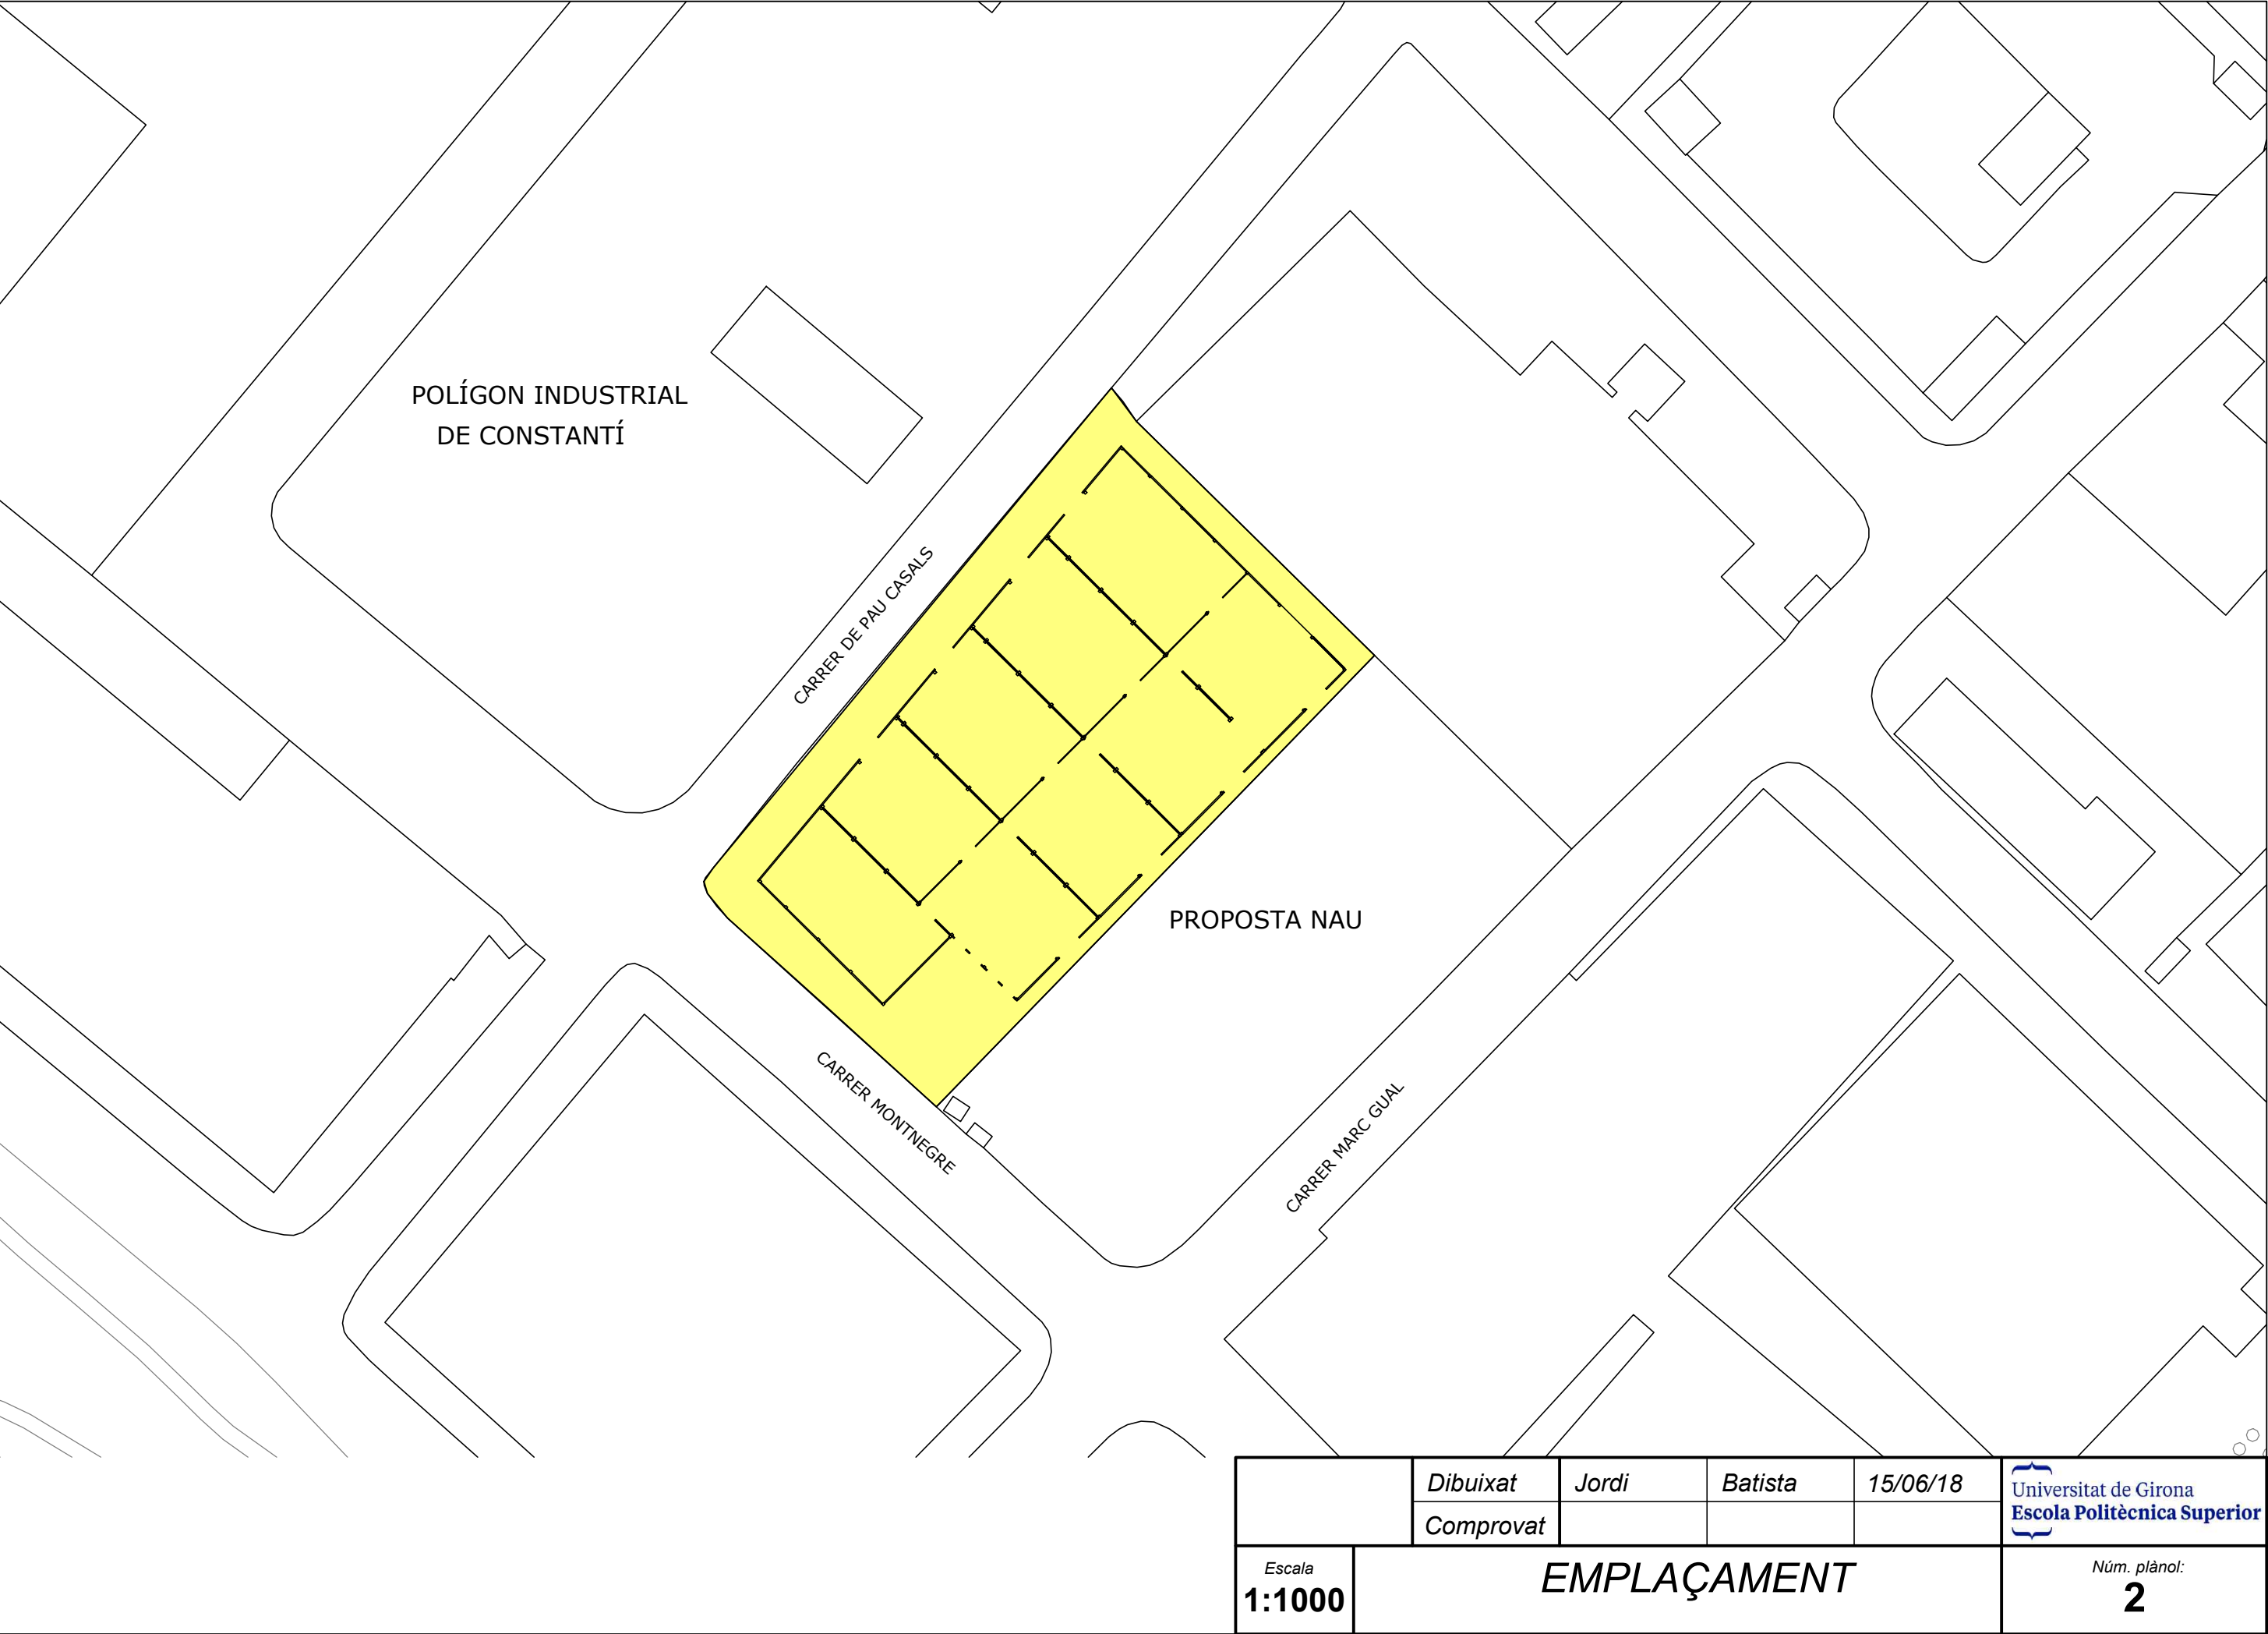 POLÍGON INDUSTRIAL
DE CONSTANTÍ
CARRER DE PAU CASALS
PROPOSTA NAU
CARRER MONTNEGRE
CARRER MARC GUAL
Dibuixat Jordi Batista 15/06/18
Comprovat
Universitat de Girona
Escola Politècnica Superior
Escala
1:1000
EMPLAÇAMENT
Núm. plànol:
2